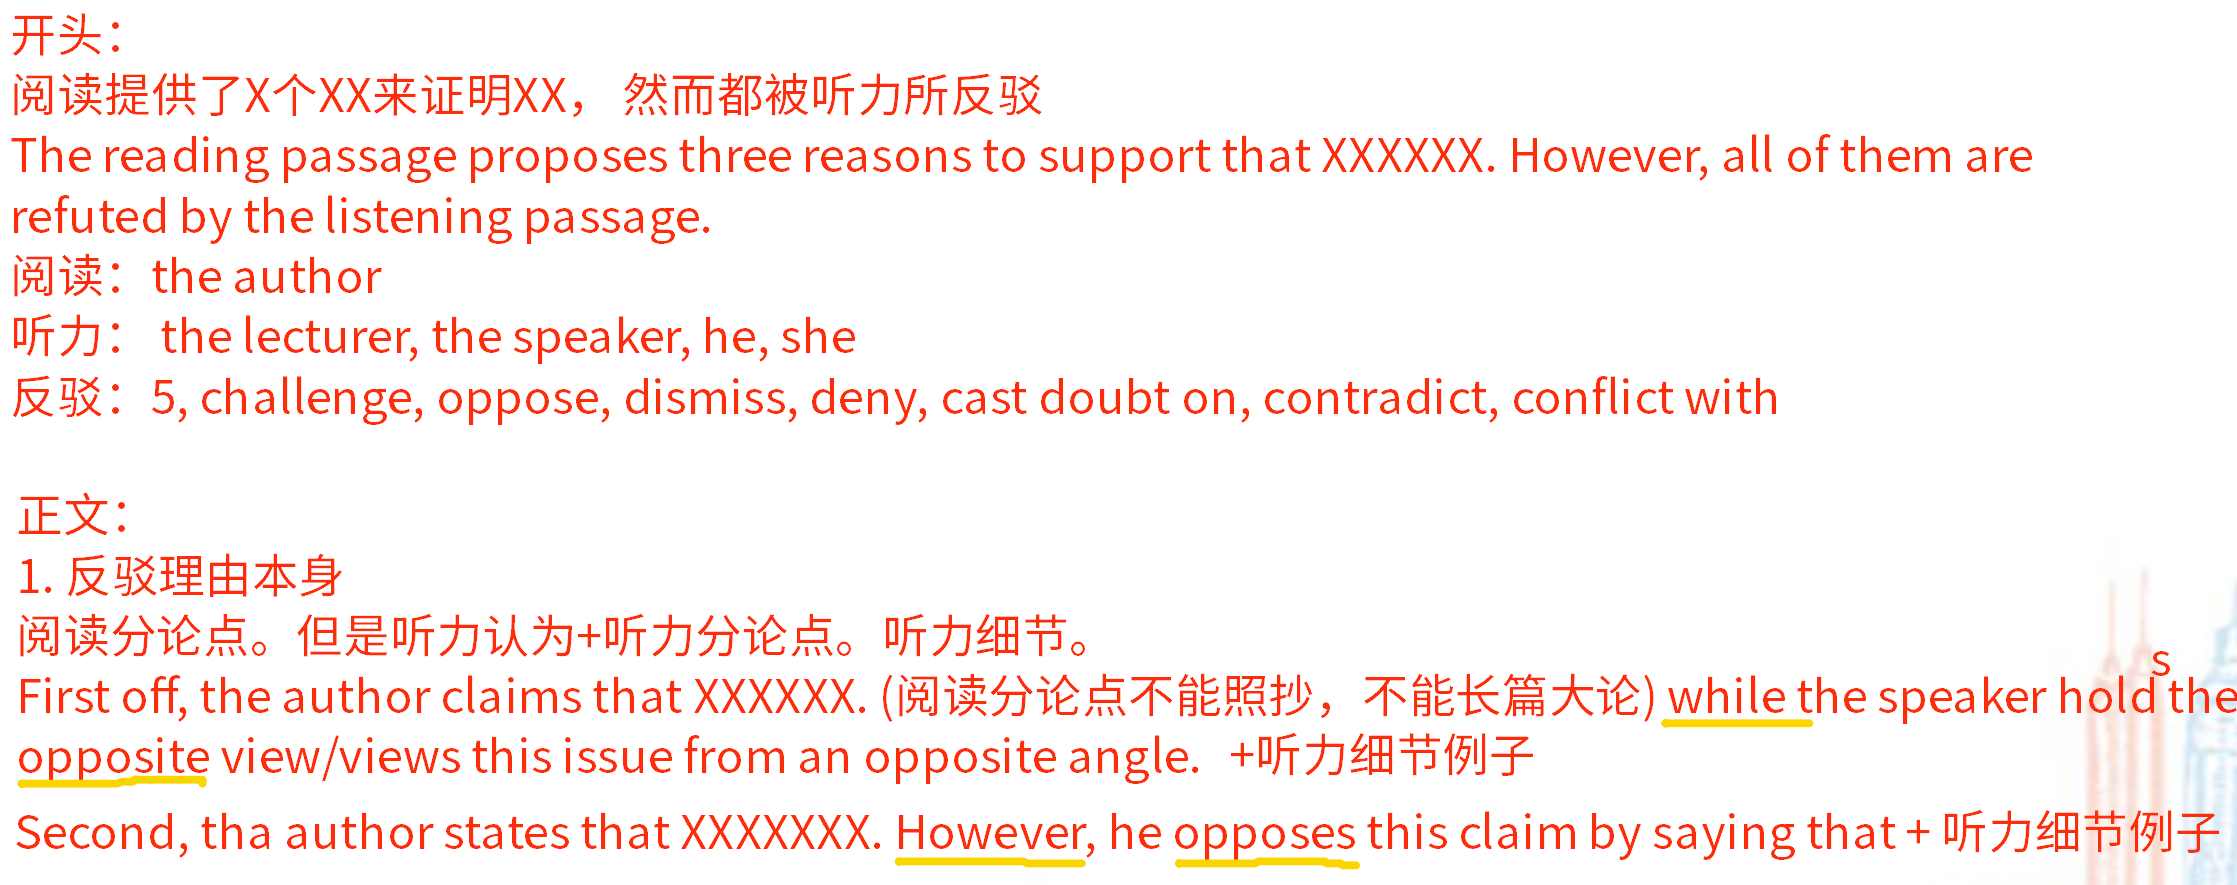 开头：
阅读提供了X个XX来证明XX， 然而都被听力所反驳
The reading passage proposes three reasons to support that XXXXXX. However, all of them are
refuted by the listening passage.
阅读：the author
听力： the lecturer, the speaker, he, she
反驳：5, challenge, oppose, dismiss, deny, cast doubt on, contradict, conflict with
正文：
1. 反驳理由本身
阅读分论点。但是听力认为+听力分论点。听力细节。
First off, the author claims that XXXXXX. (阅读分论点不能照抄，不能长篇大论) while the speaker holds the
opposite view/views this issue from an opposite angle. +听力细节例子
Second, tha author states that XXXXXXX. However, he opposes this claim by saying that + 听力细节例子